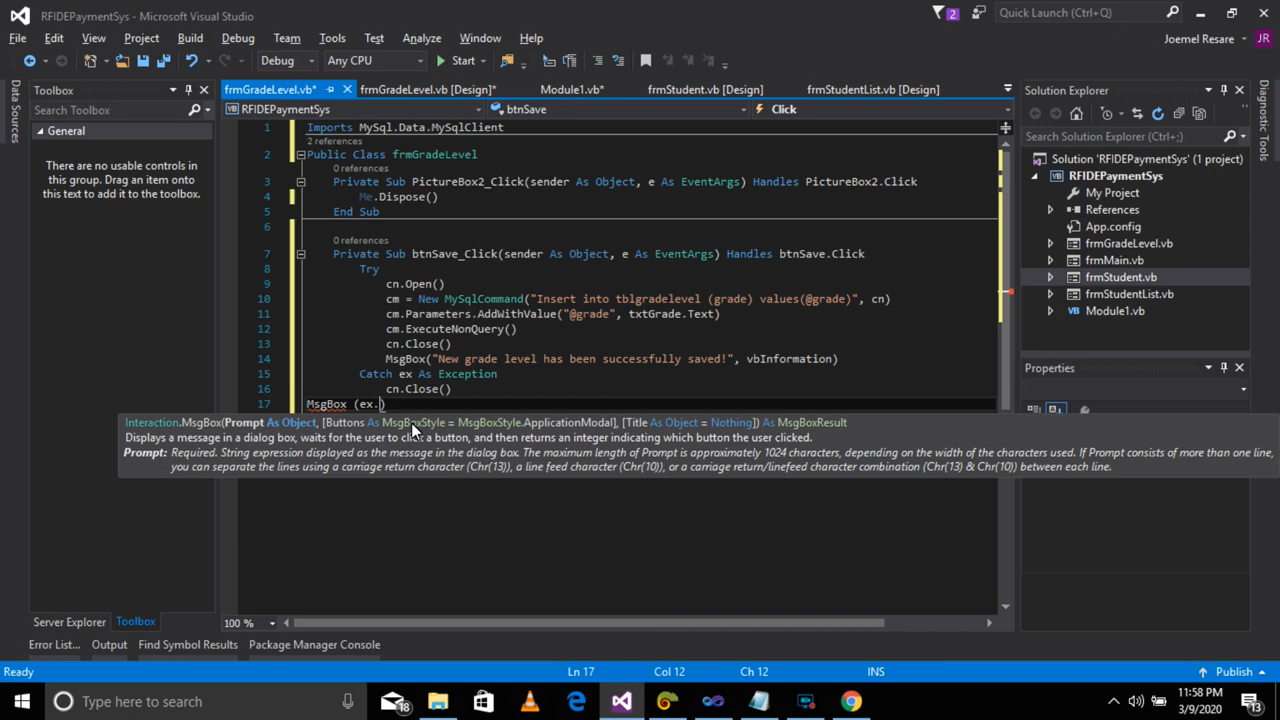 RFIDEPaymentSys - Microsoft Visual Studio
2
Quick Launch (Ctrl+Q)
File Edit View Project Build Debug Team Tools Test Analyze Window Help
Joemel Resare JR
Debug Any CPU Start
Data Sources
Toolbox
Search Toolbox
General
There are no usable controls in
this group. Drag an item onto
this text to add it to the toolbox.
frmGradeLevel.vb* frmGradeLevel.vb [Design]* Module1.vb* frmStudent.vb [Design] frmStudentList.vb [Design]
RFIDEPaymentSys btnSave Click
1 Imports MySql.Data.MySqlClient
2 references
2 Public Class frmGradeLevel
0 references
3 Private Sub PictureBox2_Click(sender As Object, e As EventArgs) Handles PictureBox2.Click
4 Me.Dispose()
5 End Sub
6
0 references
7 Private Sub btnSave_Click(sender As Object, e As EventArgs) Handles btnSave.Click
8 Try
9 cn.Open()
10 cm = New MySqlCommand("Insert into tblgradelevel (grade) values(@grade)", cn)
11 cm.Parameters.AddWithValue("@grade", txtGrade.Text)
12 cm.ExecuteNonQuery()
13 cn.Close()
14 MsgBox("New grade level has been successfully saved!", vbInformation)
15 Catch ex As Exception
16 cn.Close()
17 MsgBox (ex.)
Interaction.MsgBox(Prompt As Object, [Buttons As MsgBoxStyle = MsgBoxStyle.ApplicationModal], [Title As Object = Nothing]) As MsgBoxResult
Displays a message in a dialog box, waits for the user to click a button, and then returns an integer indicating which button the user clicked.
Prompt: Required. String expression displayed as the message in the dialog box. The maximum length of Prompt is approximately 1024 characters, depending on the width of the characters used. If Prompt consists of more than one line,
you can separate the lines using a carriage return character (Chr(13)), a line feed character (Chr(10)), or a carriage return/linefeed character combination (Chr(13) & Chr(10)) between each line.
100 %
Solution Explorer
Search Solution Explorer (Ctrl+;)
Solution 'RFIDEPaymentSys' (1 project)
RFIDEPaymentSys
My Project
References
App.config
frmGradeLevel.vb
frmMain.vb
frmStudent.vb
frmStudentList.vb
Module1.vb
Properties
Diagnostic Tools
Server Explorer Toolbox
Error List... Output Find Symbol Results Package Manager Console
Ready Ln 17 Col 12 Ch 12 INS Publish
Type here to search
18
11:58 PM
3/9/2020
13